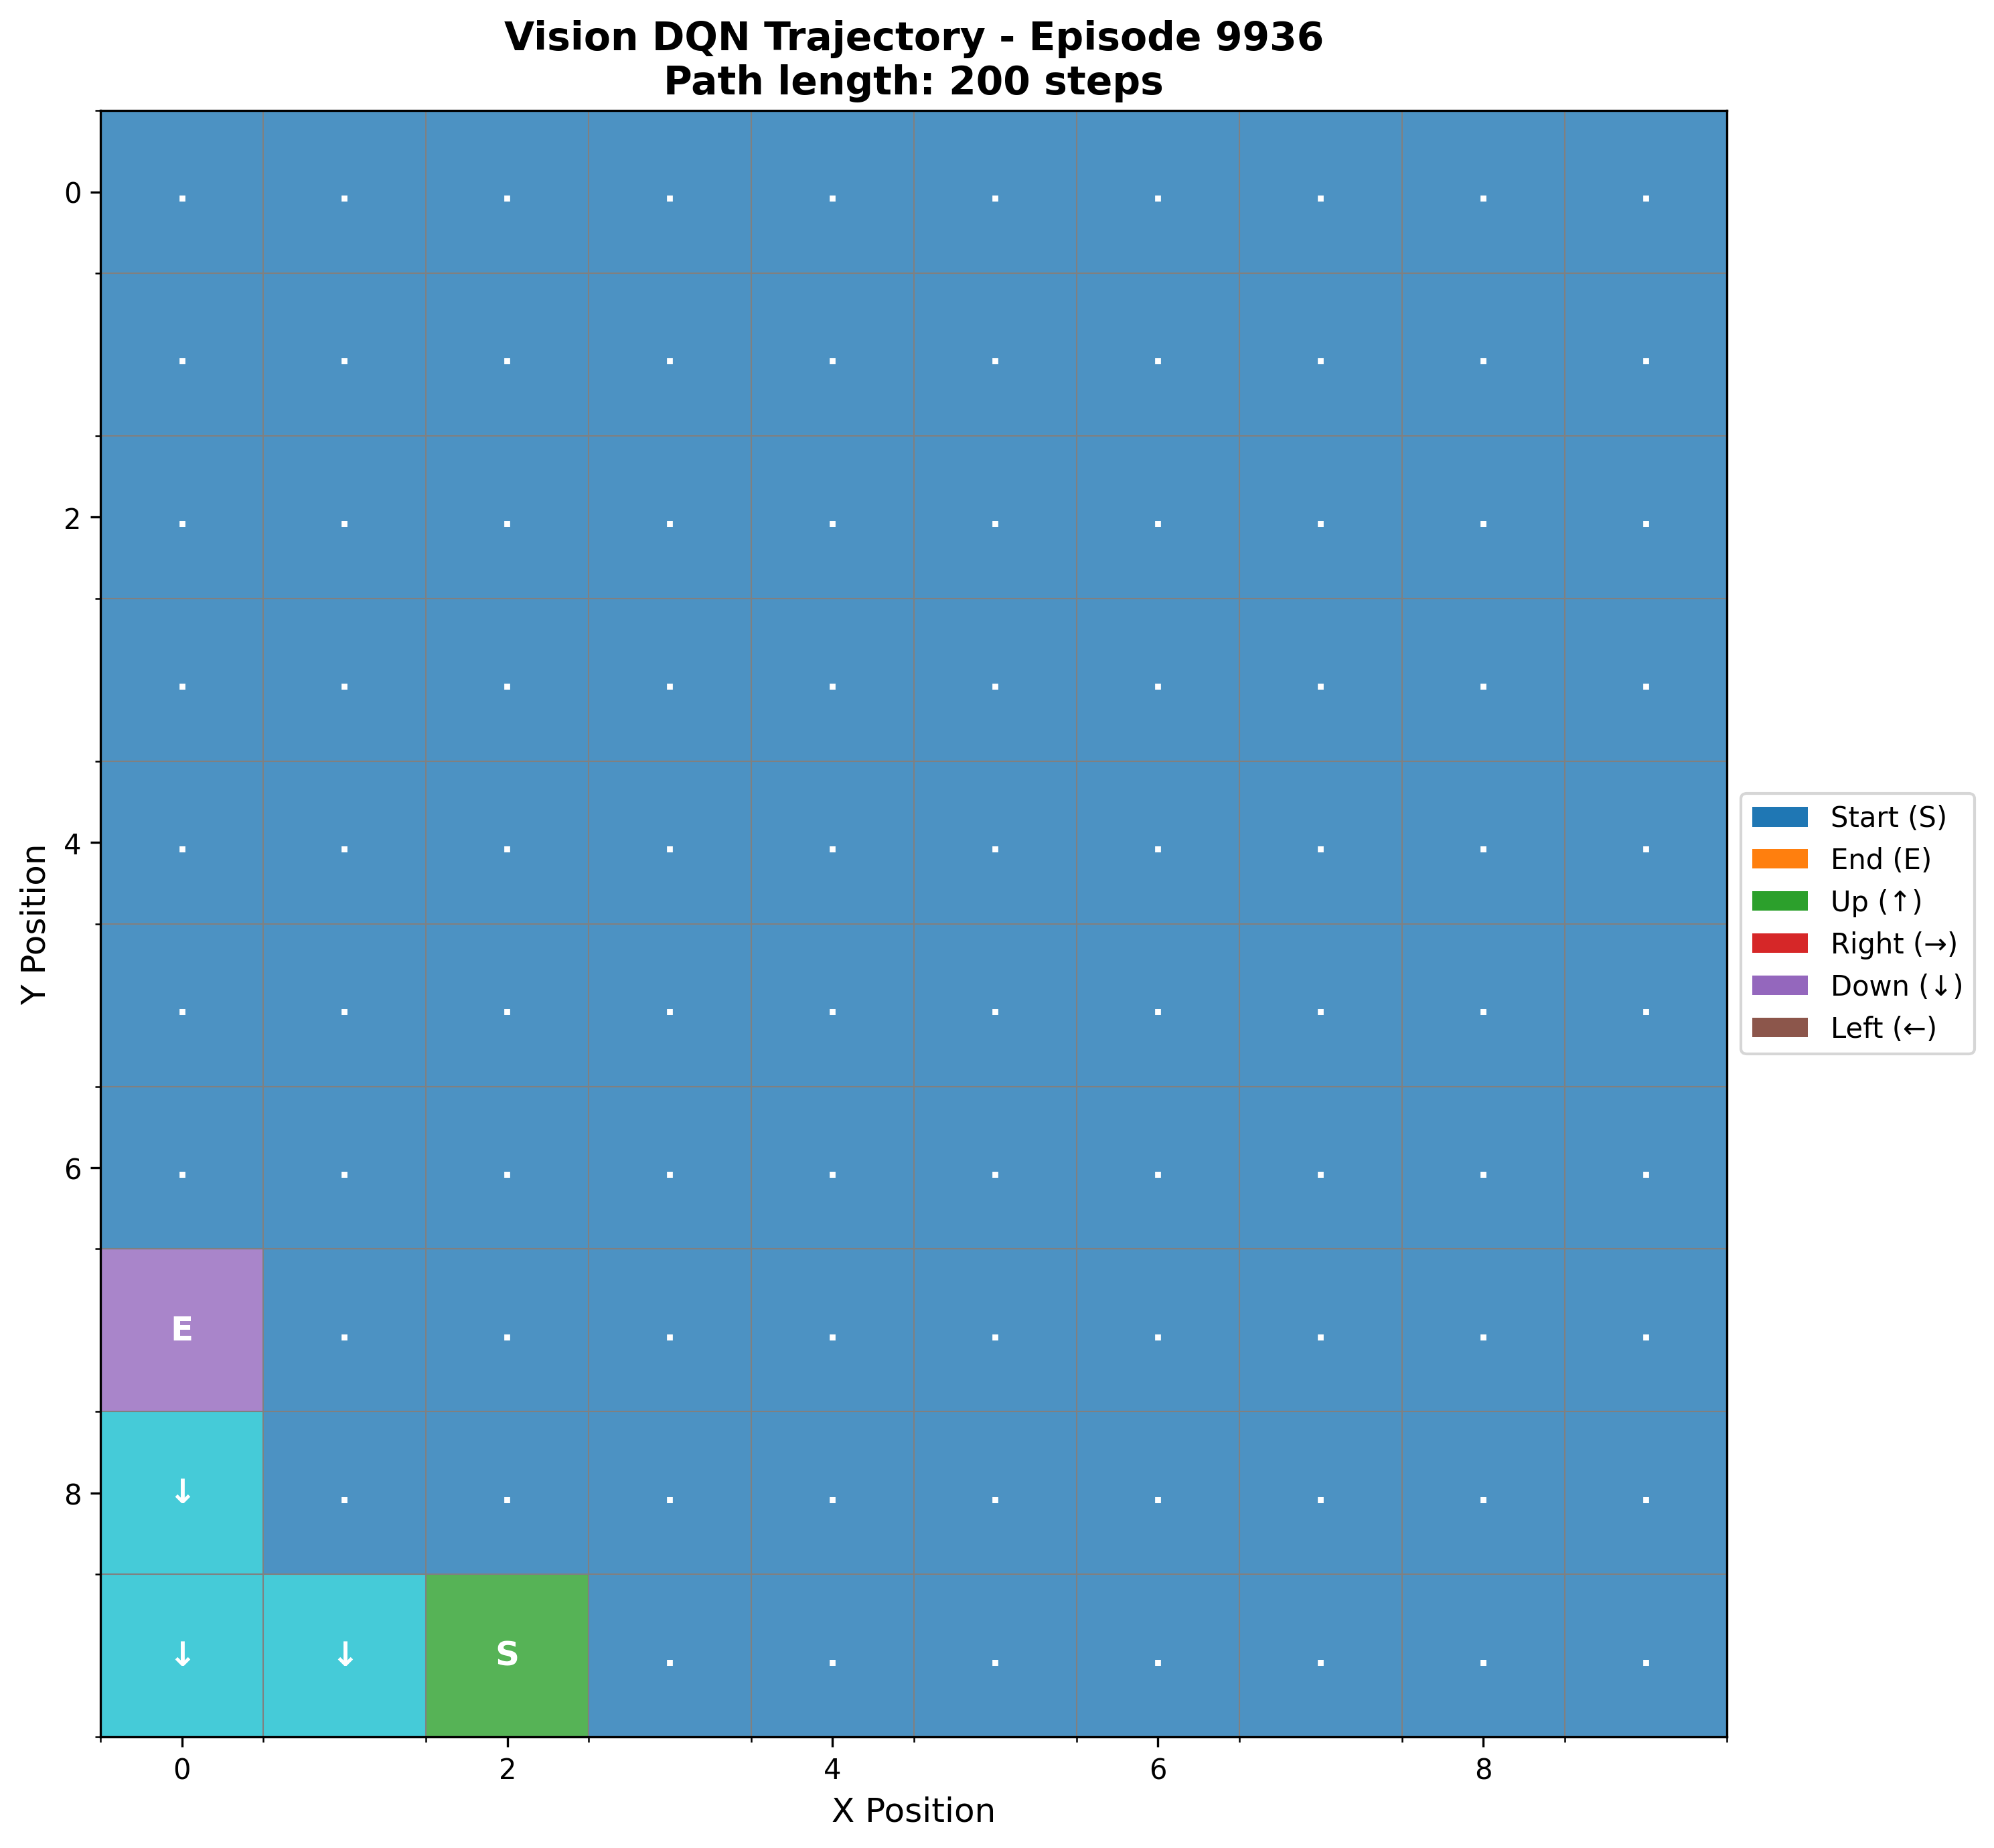 Vision DQN Trajectory - Episode 9936
Path length: 200 steps
0
. . . . . . . . . .
. . . . . . . . . .
2
. . . . . . . . . .
. . . . . . . . . .
4
. . . . . . . . . .
. . . . . . . . . .
6
. . . . . . . . . .
E . . . . . . . . .
8
↓ . . . . . . . . .
↓ ↓ S . . . . . . .
0 2 4 6 8
X Position
Y Position
Start (S)
End (E)
Up (↑)
Right (→)
Down (↓)
Left (←)